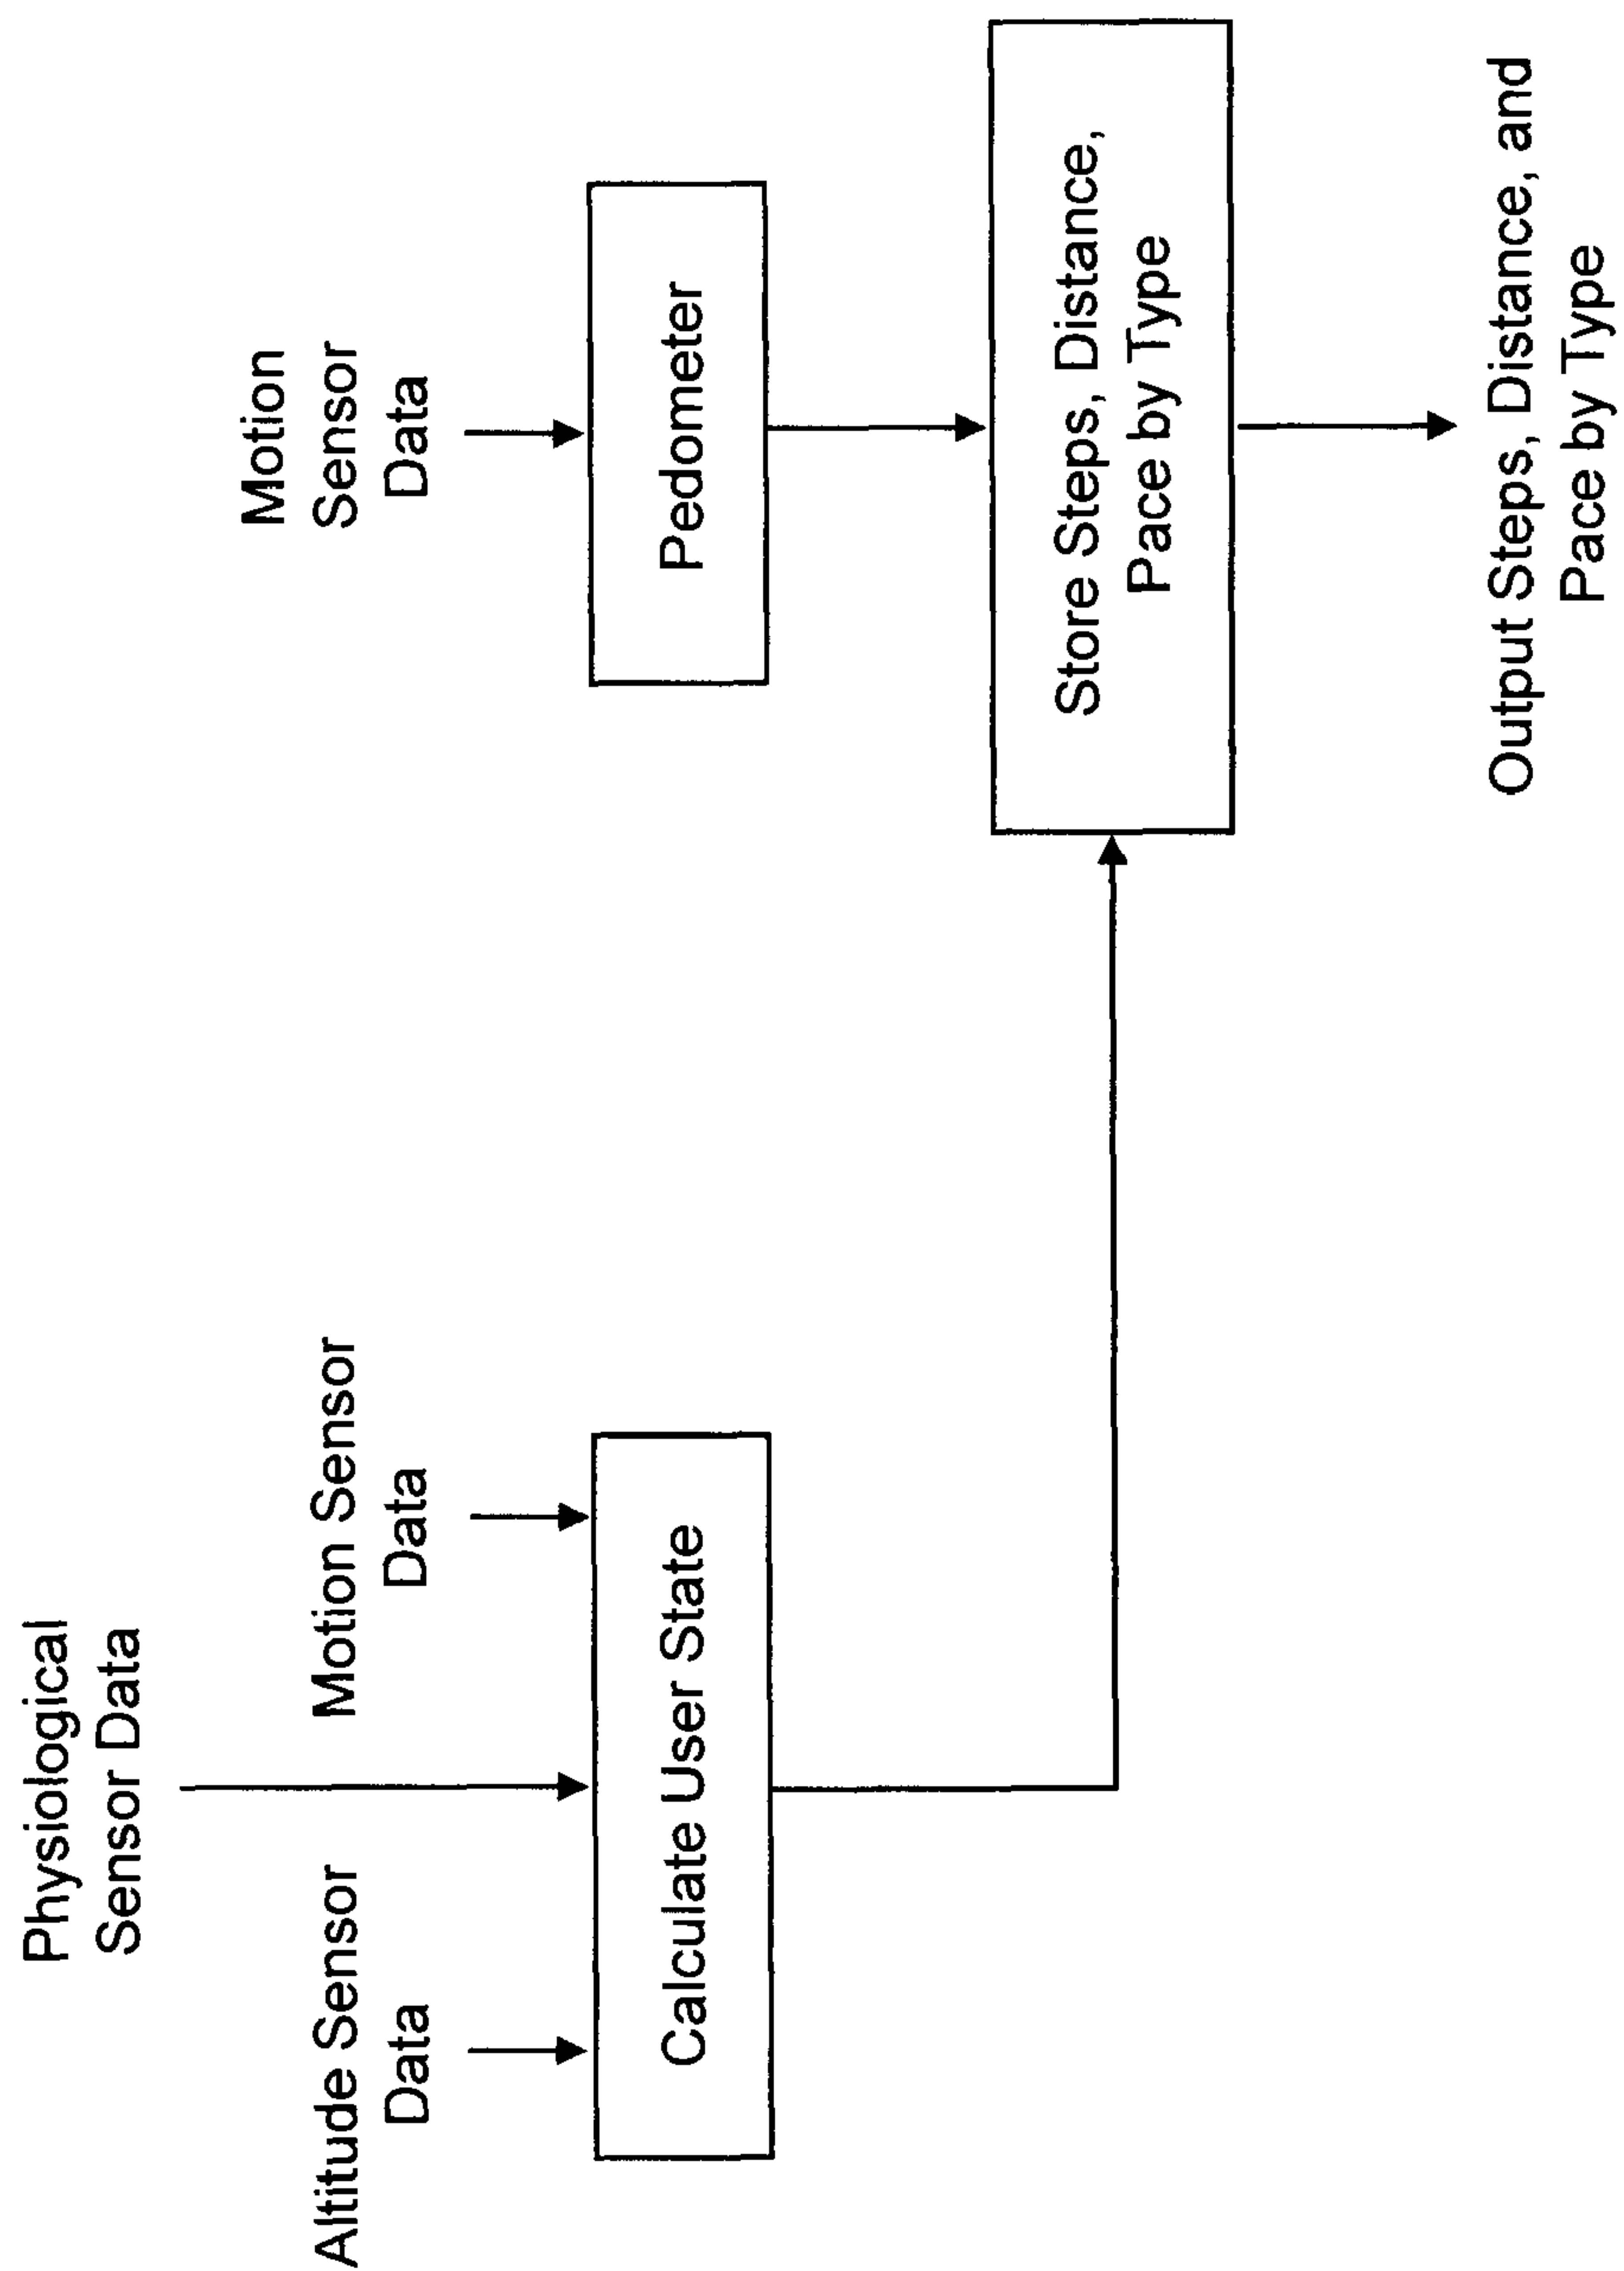 Physiological
Sensor Data
Altitude Sensor
Data
Motion Sensor
Data
Calculate User State
Motion
Sensor
Data
Pedometer
Store Steps, Distance,
Pace by Type
Output Steps, Distance, and
Pace by Type